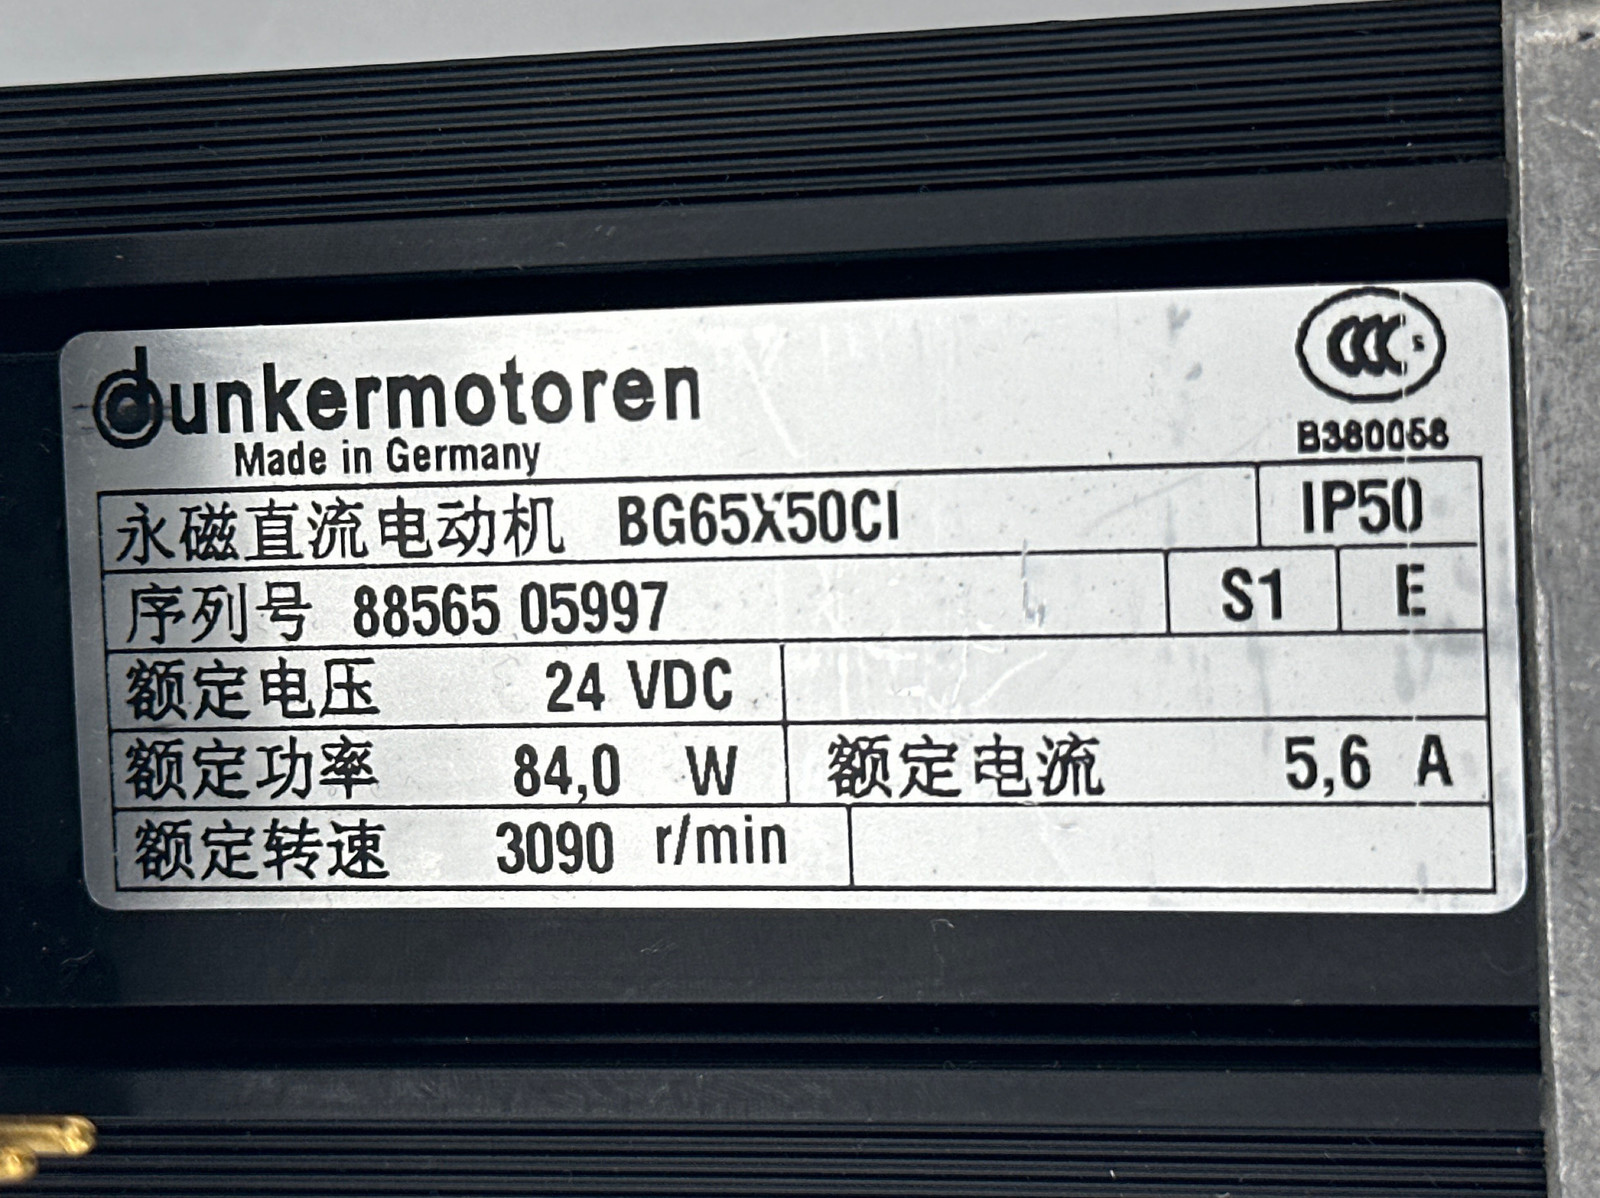 dunkermotoren
Made in Germany
CCC S
B380058
永磁直流电动机 BG65X50CI IP50
序列号 88565 05997 S1 E
额定电压 24 VDC
额定功率 84,0 W 额定电流 5,6 A
额定转速 3090 r/min